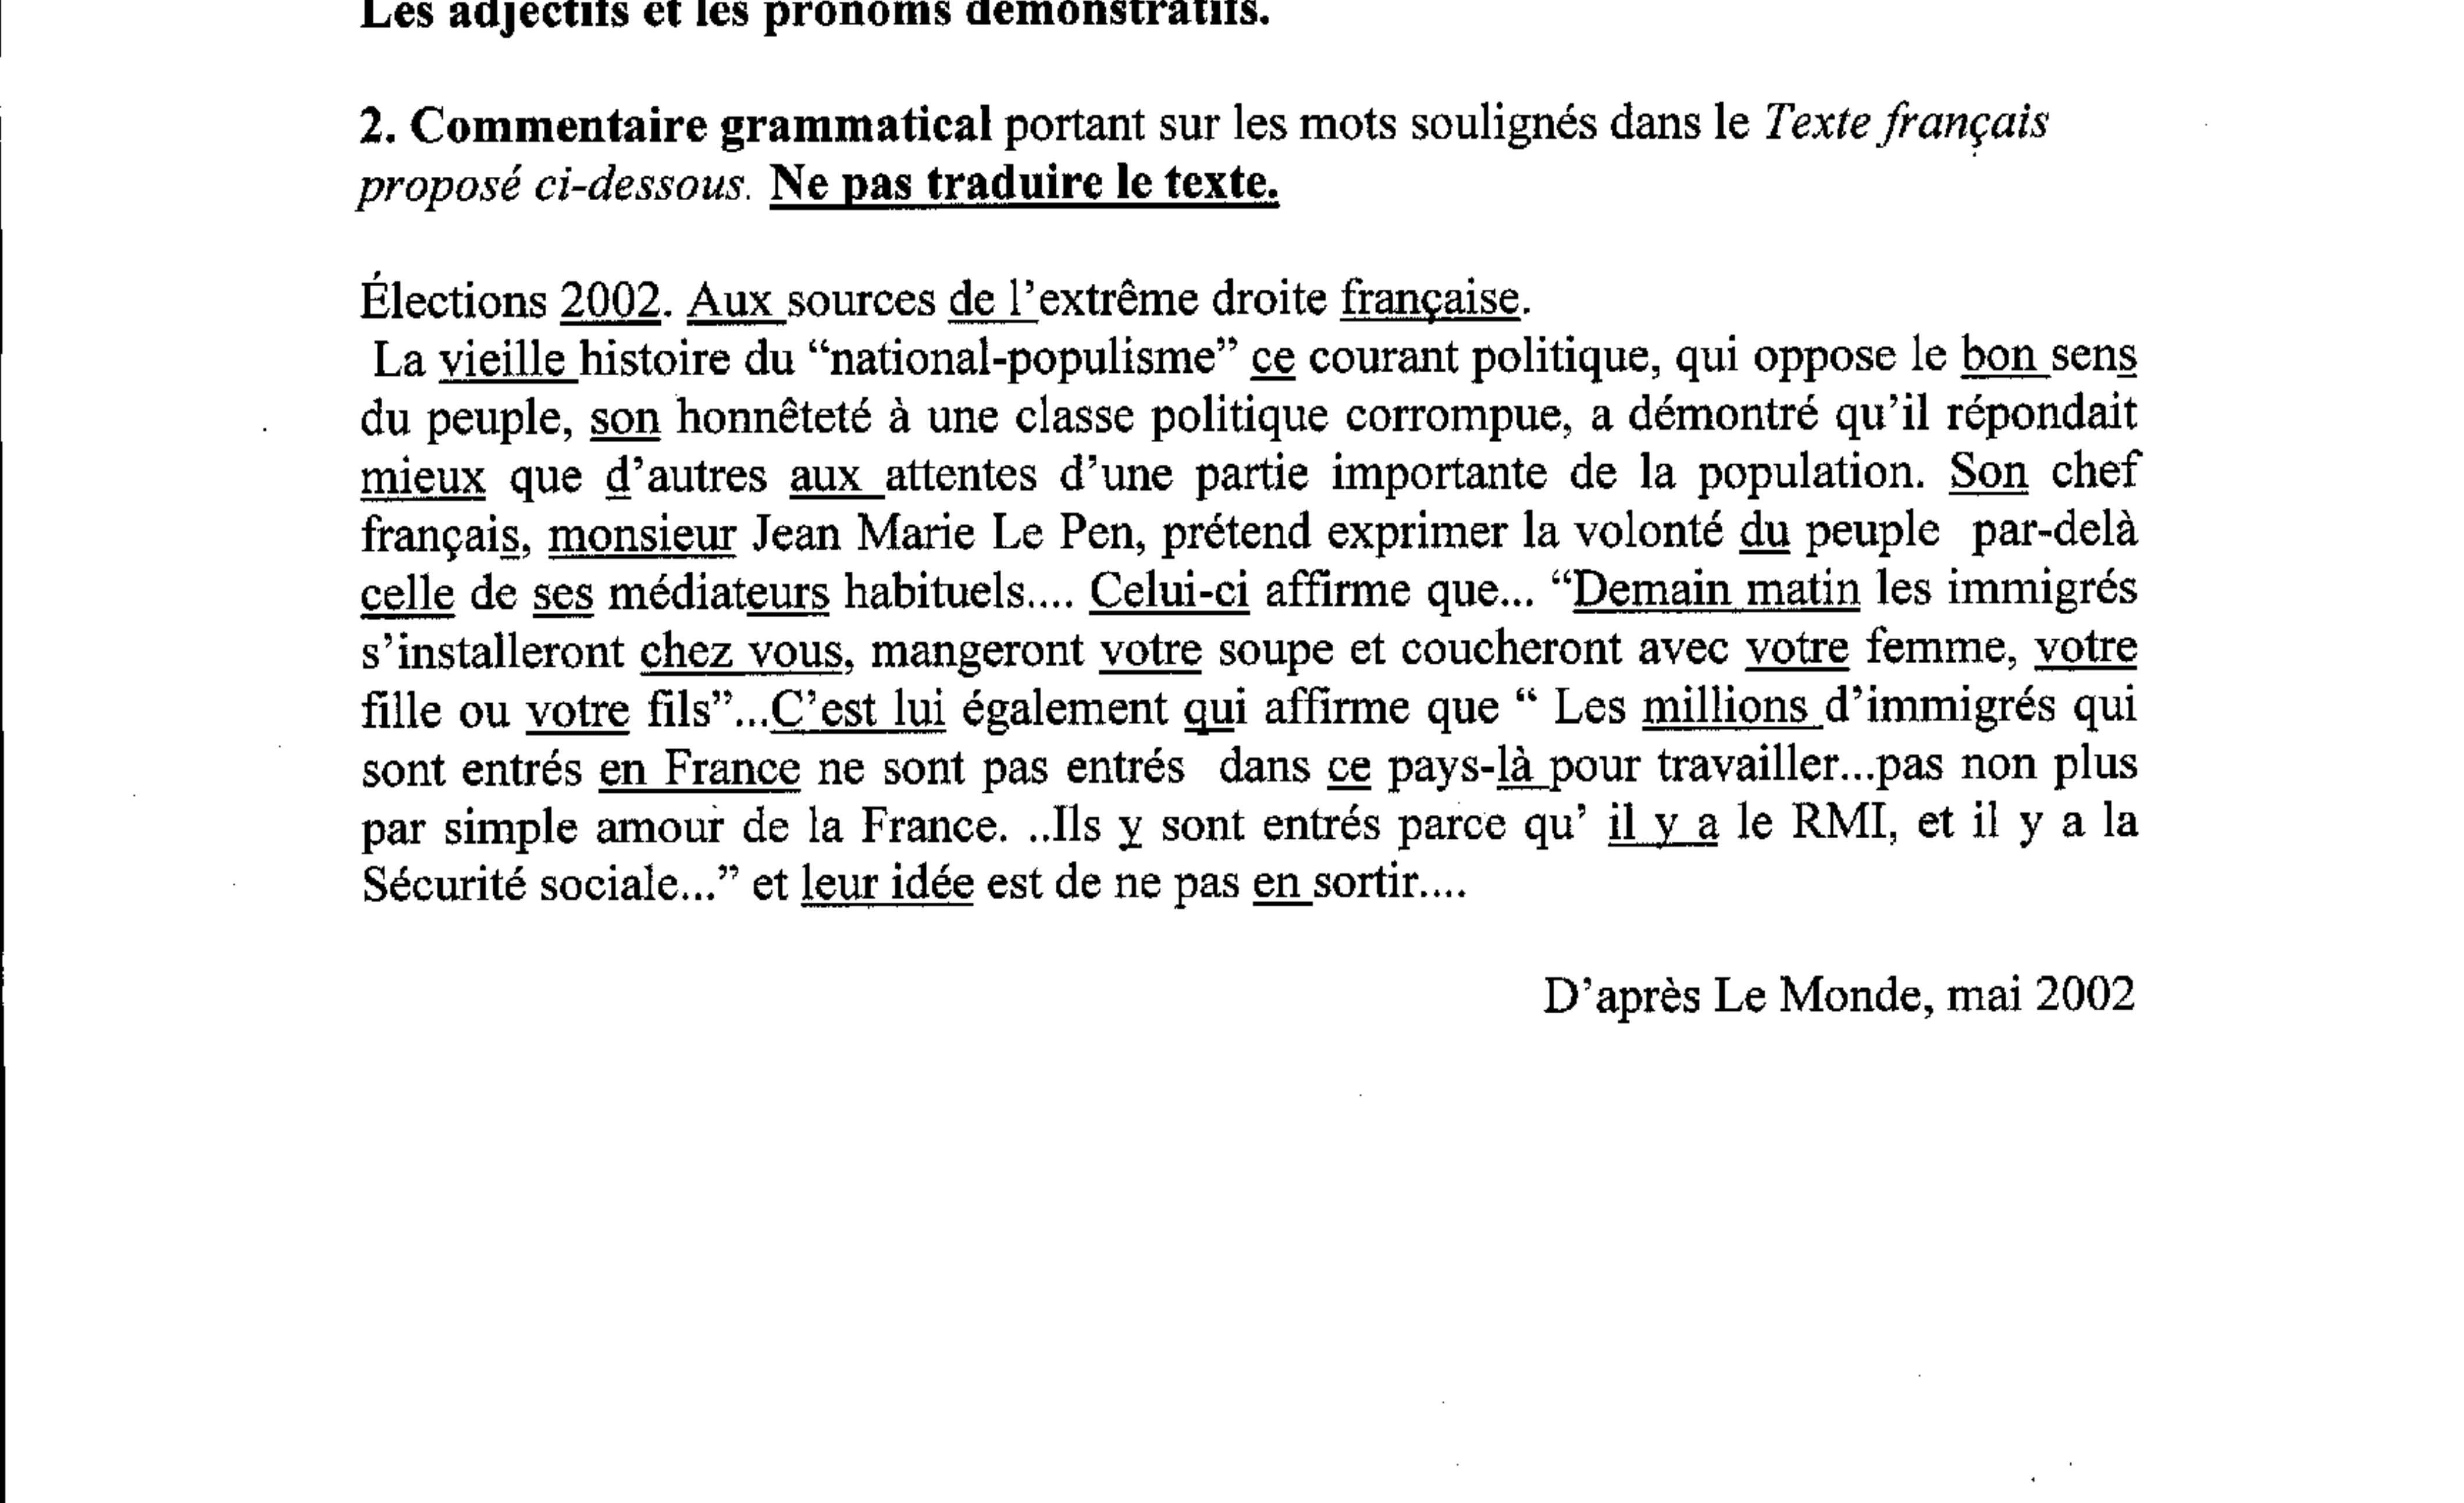 Les adjectifs et les pronoms démonstratifs.
2. Commentaire grammatical portant sur les mots soulignés dans le Texte français
proposé ci-dessous. Ne pas traduire le texte.
Élections 2002. Aux sources de l'extrême droite française.
La vieille histoire du “national-populisme” ce courant politique, qui oppose le bon sens
du peuple, son honnêteté à une classe politique corrompue, a démontré qu'il répondait
mieux que d'autres aux attentes d'une partie importante de la population. Son chef
français, monsieur Jean Marie Le Pen, prétend exprimer la volonté du peuple par-delà
celle de ses médiateurs habituels.... Celui-ci affirme que... “Demain matin les immigrés
s'installeront chez vous, mangeront votre soupe et coucheront avec votre femme, votre
fille ou votre fils”...C'est lui également qui affirme que “ Les millions d'immigrés qui
sont entrés en France ne sont pas entrés dans ce pays-là pour travailler...pas non plus
par simple amour de la France. ..Ils y sont entrés parce qu' il y a le RMI, et il y a la
Sécurité sociale...” et leur idée est de ne pas en sortir....
D'après Le Monde, mai 2002